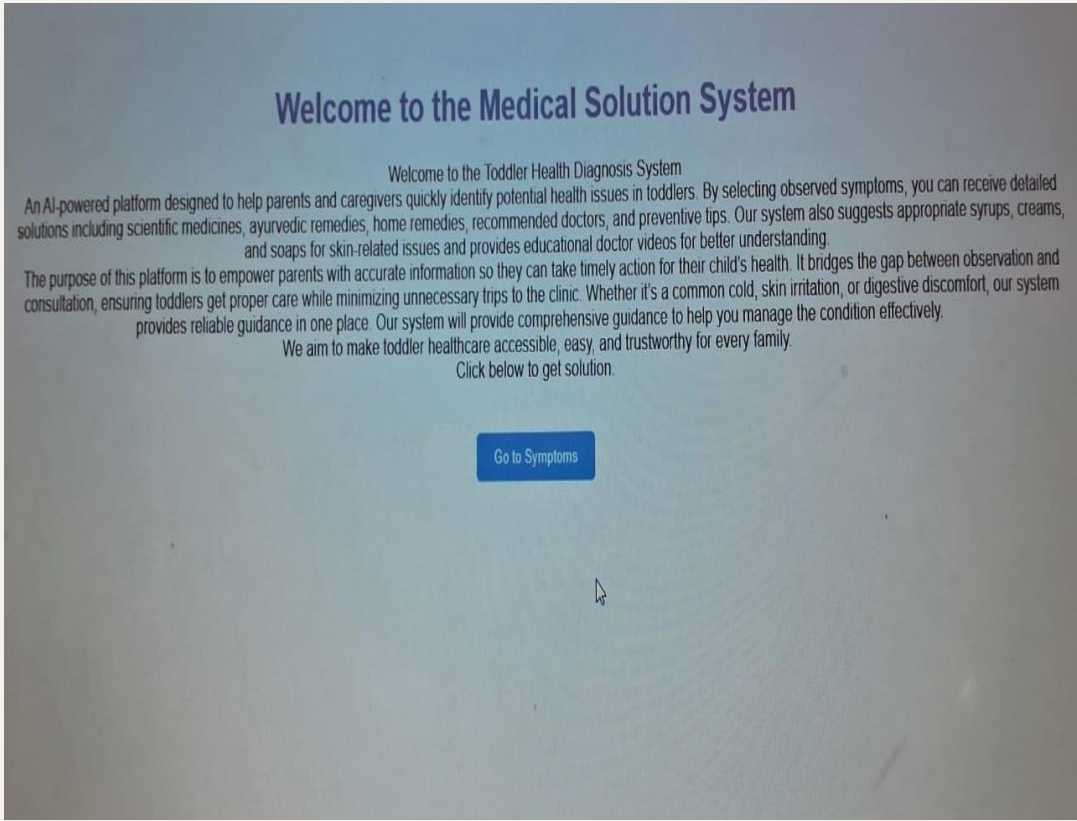 Welcome to the Medical Solution System
Welcome to the Toddler Health Diagnosis System
An AI-powered platform designed to help parents and caregivers quickly identify potential health issues in toddlers. By selecting observed symptoms, you can receive detailed
solutions including scientific medicines, ayurvedic remedies, home remedies, recommended doctors, and preventive tips. Our system also suggests appropriate syrups, creams,
and soaps for skin-related issues and provides educational doctor videos for better understanding.
The purpose of this platform is to empower parents with accurate information so they can take timely action for their child's health. It bridges the gap between observation and
consultation, ensuring toddlers get proper care while minimizing unnecessary trips to the clinic. Whether it's a common cold, skin irritation, or digestive discomfort, our system
provides reliable guidance in one place. Our system will provide comprehensive guidance to help you manage the condition effectively.
We aim to make toddler healthcare accessible, easy, and trustworthy for every family.
Click below to get solution.
Go to Symptoms